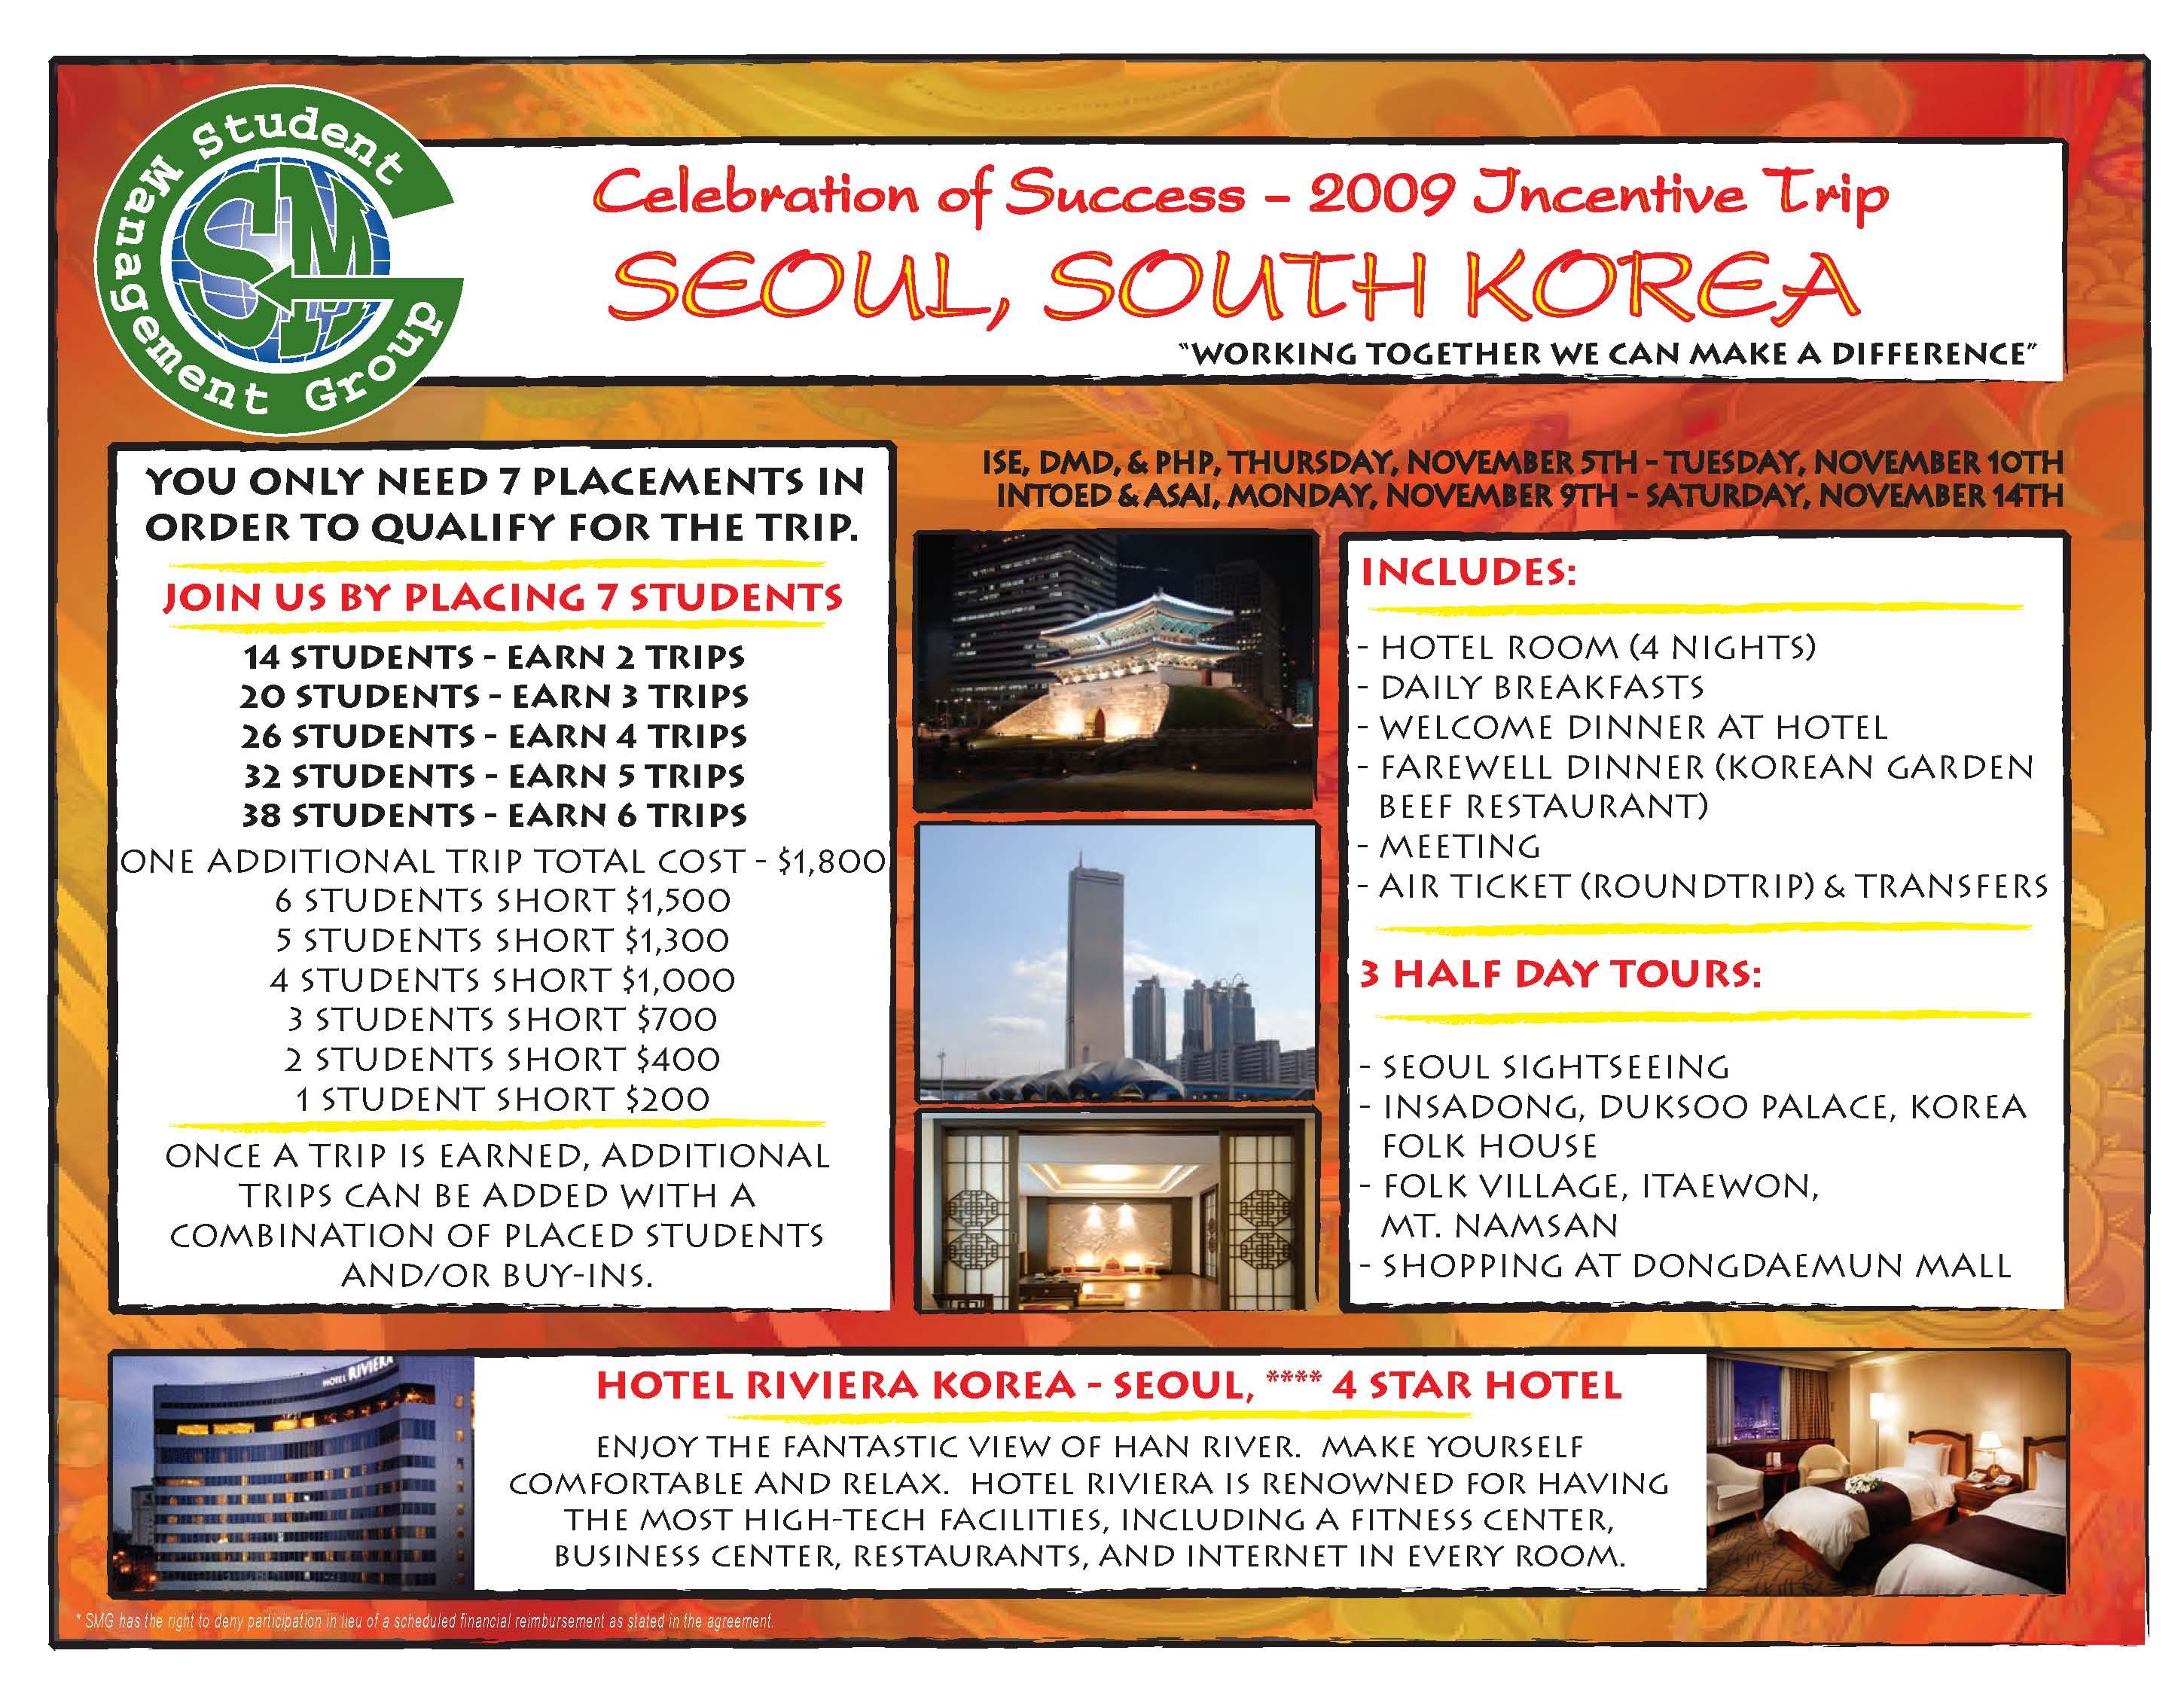 Student
Management Group
SMG
Celebration of Success – 2009 Incentive Trip
SEOUL, SOUTH KOREA
"WORKING TOGETHER WE CAN MAKE A DIFFERENCE"
YOU ONLY NEED 7 PLACEMENTS IN
ORDER TO QUALIFY FOR THE TRIP.
JOIN US BY PLACING 7 STUDENTS
14 STUDENTS - EARN 2 TRIPS
20 STUDENTS - EARN 3 TRIPS
26 STUDENTS - EARN 4 TRIPS
32 STUDENTS - EARN 5 TRIPS
38 STUDENTS - EARN 6 TRIPS
ONE ADDITIONAL TRIP TOTAL COST - $1,800
6 STUDENTS SHORT $1,500
5 STUDENTS SHORT $1,300
4 STUDENTS SHORT $1,000
3 STUDENTS SHORT $700
2 STUDENTS SHORT $400
1 STUDENT SHORT $200
ONCE A TRIP IS EARNED, ADDITIONAL
TRIPS CAN BE ADDED WITH A
COMBINATION OF PLACED STUDENTS
AND/OR BUY-INS.
ISE, DMD, & PHP, THURSDAY, NOVEMBER 5TH - TUESDAY, NOVEMBER 10TH
INTOED & ASAI, MONDAY, NOVEMBER 9TH - SATURDAY, NOVEMBER 14TH
INCLUDES:
- HOTEL ROOM (4 NIGHTS)
- DAILY BREAKFASTS
- WELCOME DINNER AT HOTEL
- FAREWELL DINNER (KOREAN GARDEN
BEEF RESTAURANT)
- MEETING
- AIR TICKET (ROUNDTRIP) & TRANSFERS
3 HALF DAY TOURS:
- SEOUL SIGHTSEEING
- INSADONG, DUKSOO PALACE, KOREA
FOLK HOUSE
- FOLK VILLAGE, ITAEWON,
MT. NAMSAN
- SHOPPING AT DONGDAEMUN MALL
HOTEL RIVIERA
HOTEL RIVIERA KOREA - SEOUL, **** 4 STAR HOTEL
ENJOY THE FANTASTIC VIEW OF HAN RIVER. MAKE YOURSELF
COMFORTABLE AND RELAX. HOTEL RIVIERA IS RENOWNED FOR HAVING
THE MOST HIGH-TECH FACILITIES, INCLUDING A FITNESS CENTER,
BUSINESS CENTER, RESTAURANTS, AND INTERNET IN EVERY ROOM.
* SMG has the right to deny participation in lieu of a scheduled financial reimbursement as stated in the agreement.